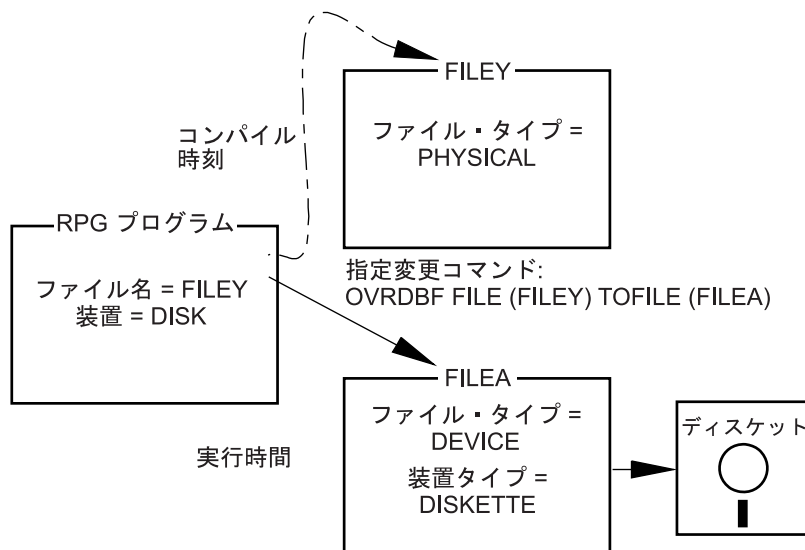 FILEY
ファイル・タイプ =
PHYSICAL
コンパイル
時刻
RPG プログラム
ファイル名 = FILEY
装置 = DISK
指定変更コマンド:
OVRDBF FILE (FILEY) TOFILE (FILEA)
FILEA
ファイル・タイプ =
DEVICE
装置タイプ =
DISKETTE
実行時間
ディスケット